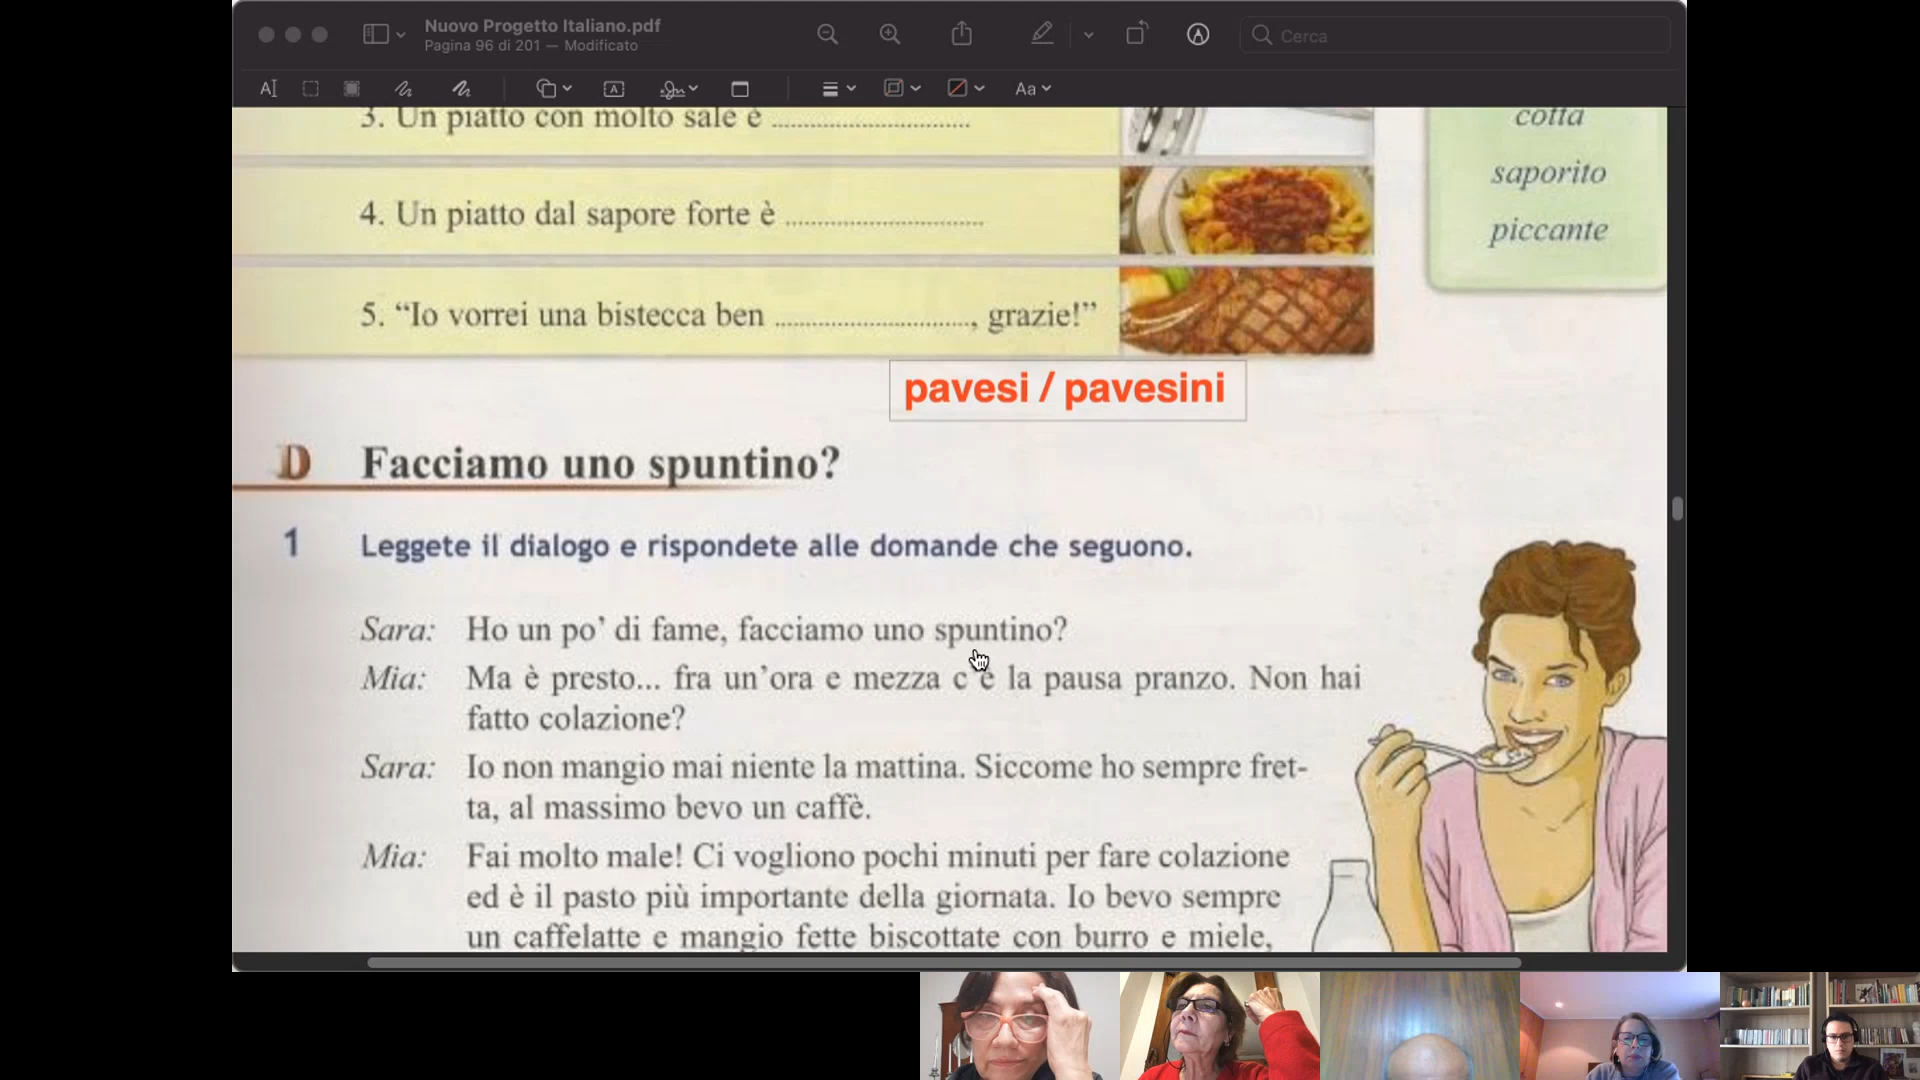 Nuovo Progetto Italiano.pdf
Pagina 96 di 201 — Modificato
Cerca
Aa
3. Un piatto con molto sale è ..............................
4. Un piatto dal sapore forte è ..............................
5. “Io vorrei una bistecca ben .............................., grazie!”
cotta
saporito
piccante
pavesi / pavesini
D Facciamo uno spuntino?
1 Leggete il dialogo e rispondete alle domande che seguono.
Sara: Ho un po’ di fame, facciamo uno spuntino?
Mia: Ma è presto... fra un’ora e mezza c’è la pausa pranzo. Non hai
fatto colazione?
Sara: Io non mangio mai niente la mattina. Siccome ho sempre fret-
ta, al massimo bevo un caffè.
Mia: Fai molto male! Ci vogliono pochi minuti per fare colazione
ed è il pasto più importante della giornata. Io bevo sempre
un caffelatte e mangio fette biscottate con burro e miele,